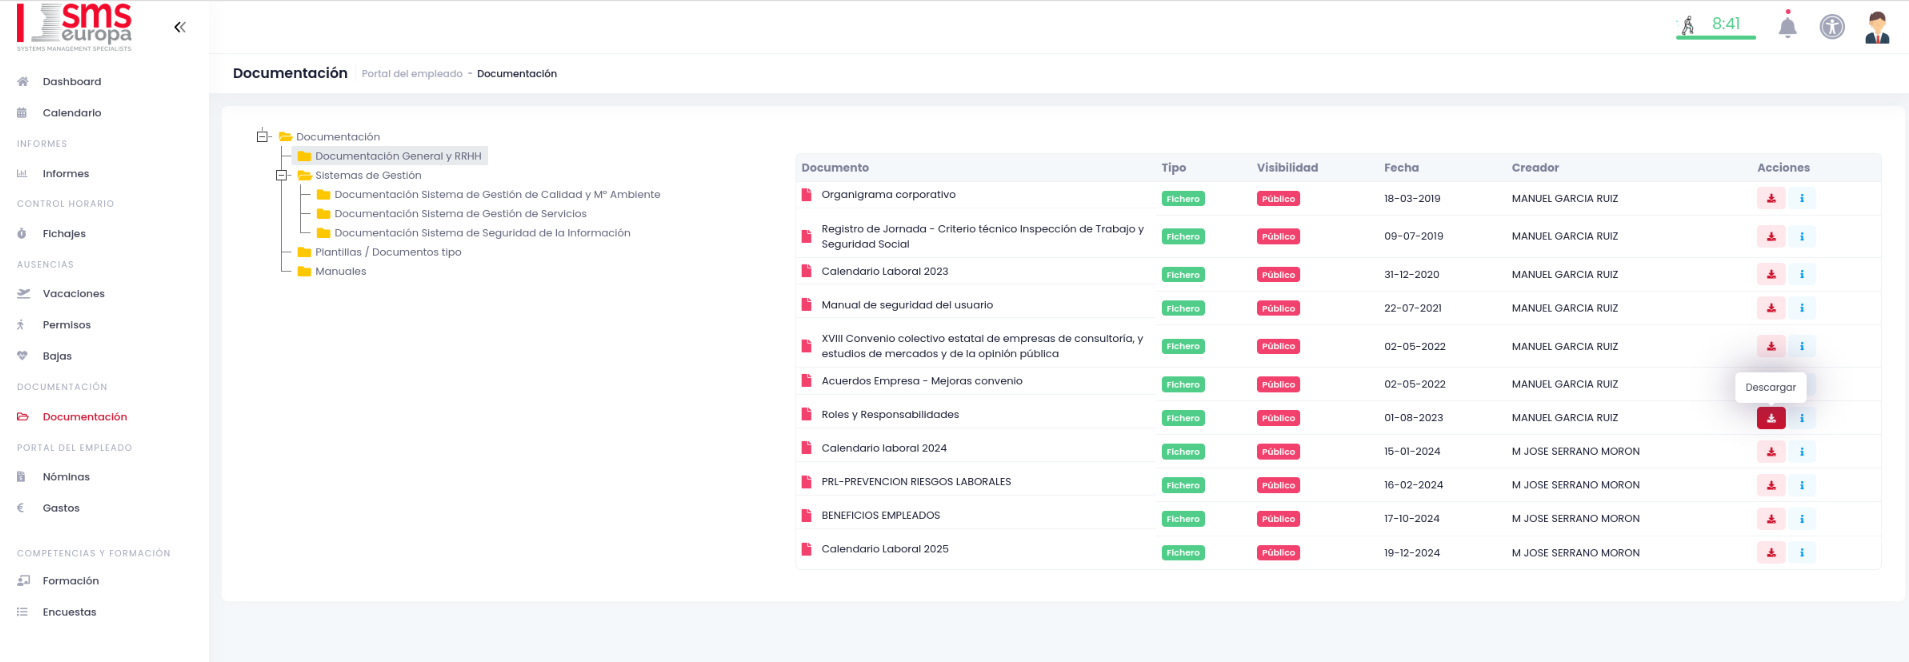 sms
europa
SYSTEMS MANAGEMENT SPECIALISTS
8:41
Dashboard
Calendario
INFORMES
Informes
CONTROL HORARIO
Fichajes
AUSENCIAS
Vacaciones
Permisos
Bajas
DOCUMENTACIÓN
Documentación
PORTAL DEL EMPLEADO
Nóminas
Gastos
COMPETENCIAS Y FORMACIÓN
Formación
Encuestas
Documentación Portal del empleado - Documentación
Documentación
Documentación General y RRHH
Sistemas de Gestión
Documentación Sistema de Gestión de Calidad y Mº Ambiente
Documentación Sistema de Gestión de Servicios
Documentación Sistema de Seguridad de la Información
Plantillas / Documentos tipo
Manuales
Documento Tipo Visibilidad Fecha Creador Acciones
Organigrama corporativo Fichero Público 18-03-2019 MANUEL GARCIA RUIZ
Registro de Jornada - Criterio técnico Inspección de Trabajo y
Seguridad Social Fichero Público 09-07-2019 MANUEL GARCIA RUIZ
Calendario Laboral 2023 Fichero Público 31-12-2020 MANUEL GARCIA RUIZ
Manual de seguridad del usuario Fichero Público 22-07-2021 MANUEL GARCIA RUIZ
XVIII Convenio colectivo estatal de empresas de consultoría, y
estudios de mercados y de la opinión pública Fichero Público 02-05-2022 MANUEL GARCIA RUIZ
Acuerdos Empresa - Mejoras convenio Fichero Público 02-05-2022 MANUEL GARCIA RUIZ
Descargar
Roles y Responsabilidades Fichero Público 01-08-2023 MANUEL GARCIA RUIZ
Calendario laboral 2024 Fichero Público 15-01-2024 M JOSE SERRANO MORON
PRL-PREVENCION RIESGOS LABORALES Fichero Público 16-02-2024 M JOSE SERRANO MORON
BENEFICIOS EMPLEADOS Fichero Público 17-10-2024 M JOSE SERRANO MORON
Calendario Laboral 2025 Fichero Público 19-12-2024 M JOSE SERRANO MORON